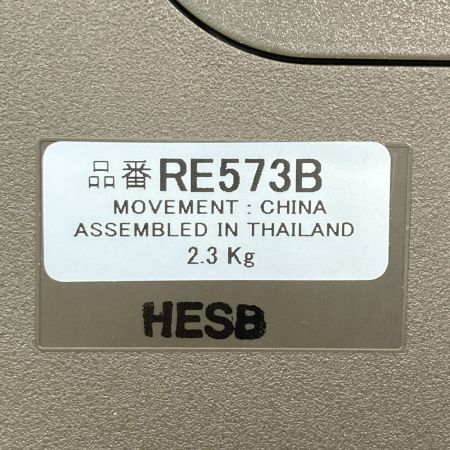 品番 RE573B
MOVEMENT : CHINA
ASSEMBLED IN THAILAND
2.3 Kg
HESB